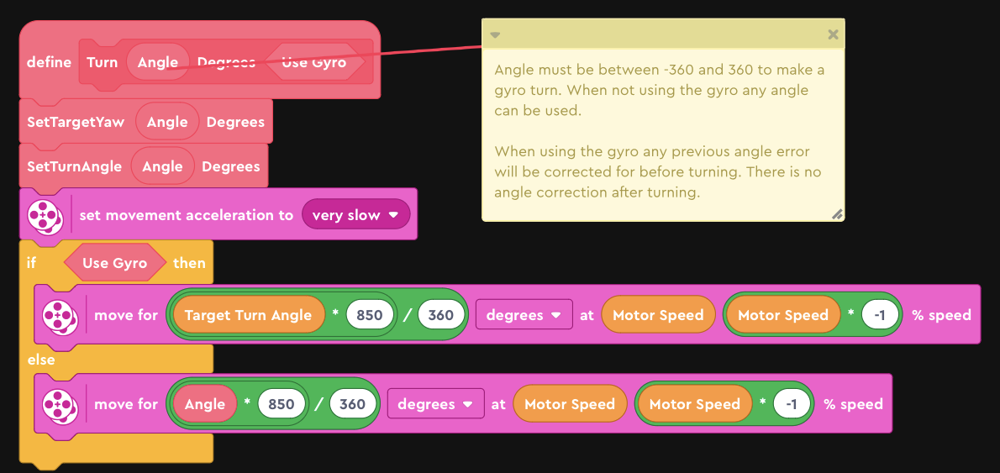 define Turn Angle Degrees Use Gyro
Angle must be between -360 and 360 to make a
gyro turn. When not using the gyro any angle
can be used.
When using the gyro any previous angle error
will be corrected for before turning. There is no
angle correction after turning.
SetTargetYaw Angle Degrees
SetTurnAngle Angle Degrees
set movement acceleration to very slow
if Use Gyro then
move for Target Turn Angle * 850 / 360 degrees at Motor Speed Motor Speed * -1 % speed
else
move for Angle * 850 / 360 degrees at Motor Speed Motor Speed * -1 % speed